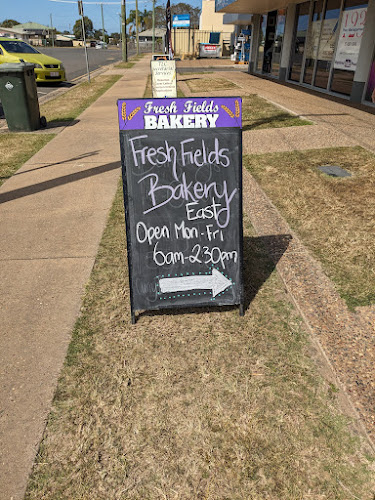 Fresh Fields
BAKERY
Fresh Fields
Bakery
East
Open Mon-Fri
6am-2.30pm